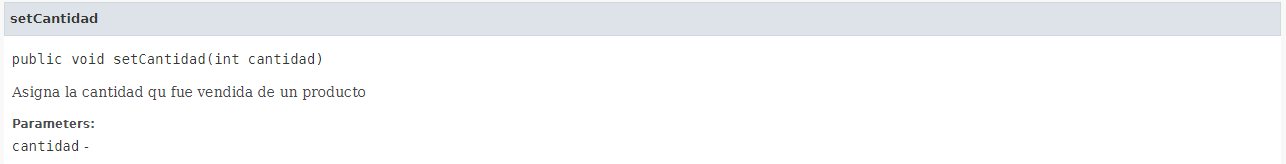 setCantidad
public void setCantidad(int cantidad)
Asigna la cantidad qu fue vendida de un producto
Parameters:
cantidad -